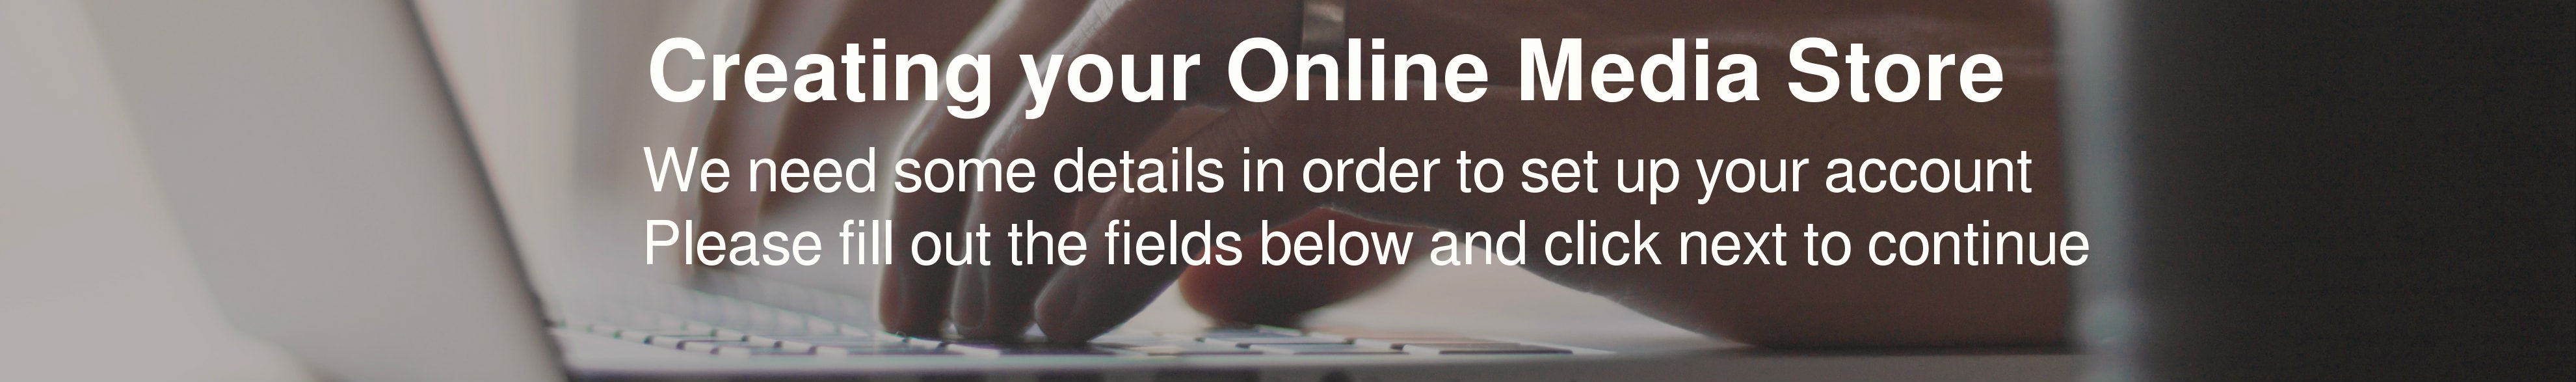 Creating your Online Media Store
We need some details in order to set up your account
Please fill out the fields below and click next to continue